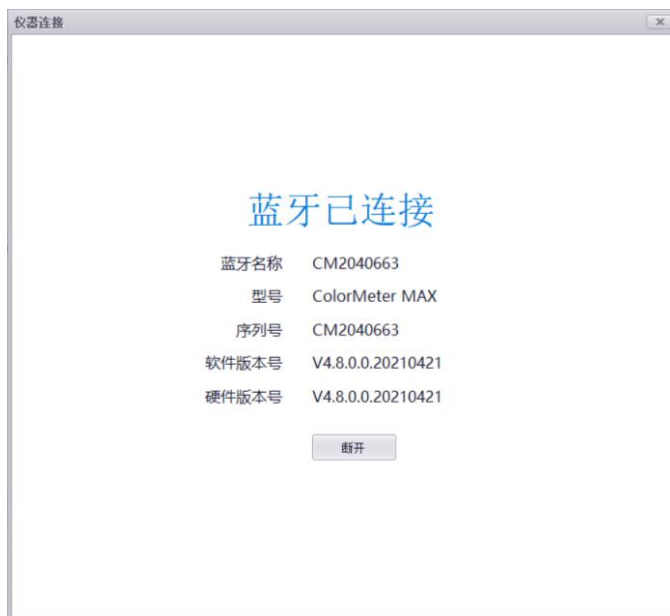 仪器连接
蓝牙已连接
蓝牙名称 CM2040663
型号 ColorMeter MAX
序列号 CM2040663
软件版本号 V4.8.0.0.20210421
硬件版本号 V4.8.0.0.20210421
断开